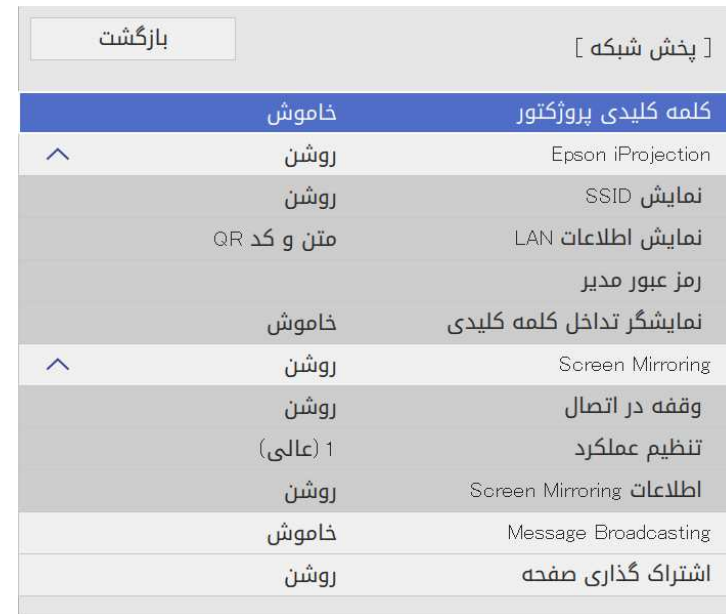 [ پخش شبکه ] بازگشت
کلمه کلیدی پروژکتور خاموش
Epson iProjection روشن
نمایش SSID روشن
نمایش اطلاعات LAN متن و کد QR
رمز عبور مدیر
نمایشگر تداخل کلمه کلیدی خاموش
Screen Mirroring روشن
وقفه در اتصال روشن
تنظیم عملکرد 1 (عالی)
اطلاعات Screen Mirroring روشن
Message Broadcasting خاموش
اشتراک گذاری صفحه روشن